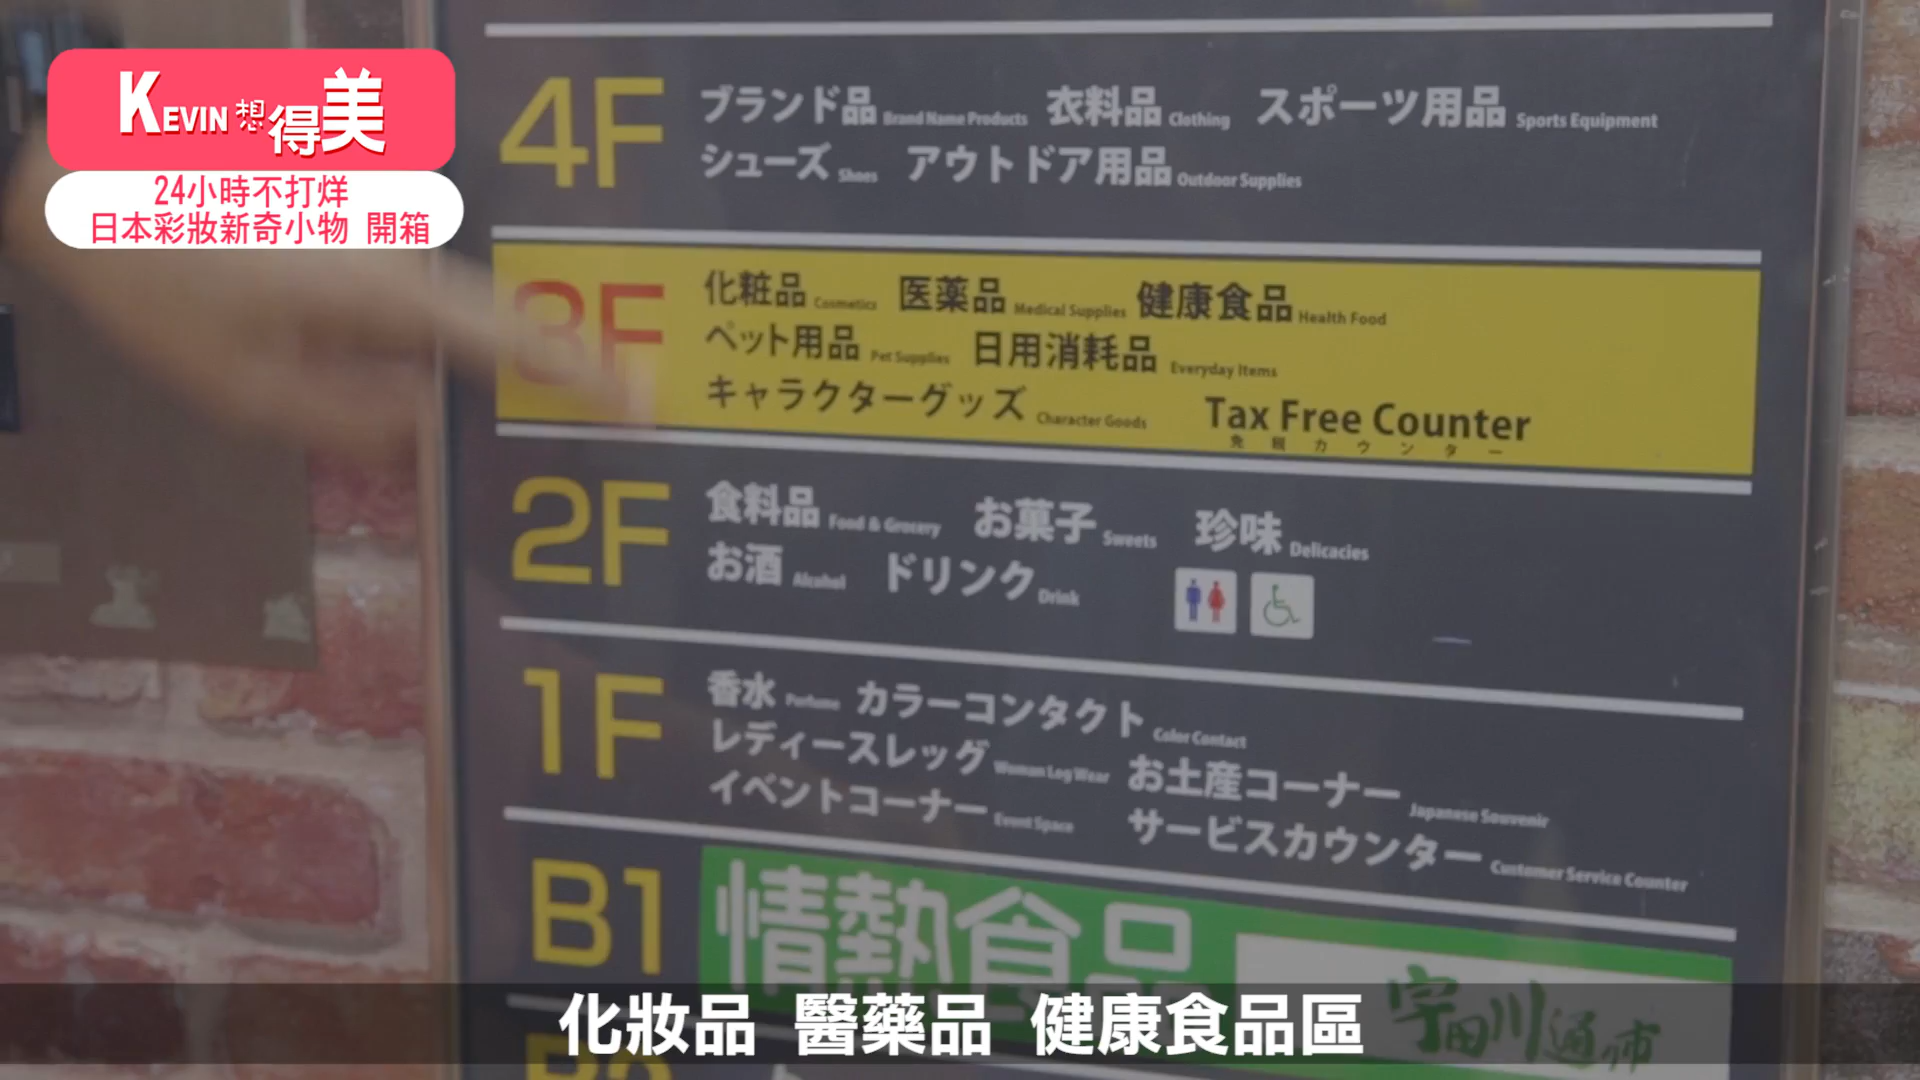 KEVIN想得美
24小時不打烊
日本彩妝新奇小物 開箱
4F
ブランド品 Brand Name Products 衣料品 Clothing スポーツ用品 Sports Equipment
シューズ Shoes アウトドア用品 Outdoor Supplies
3F
化粧品 Cosmetics 医薬品 Medical Supplies 健康食品 Health Food
ペット用品 Pet Supplies 日用消耗品 Everyday Items
キャラクターグッズ Character Goods Tax Free Counter
免税カウンター
2F
食料品 Food & Grocery お菓子 Sweets 珍味 Delicacies
お酒 Alcohol ドリンク Drink
1F
香水 Perfume カラーコンタクト Color Contact
レディースレッグ Woman Leg Wear お土産コーナー Japanese Souvenir
イベントコーナー Event Space サービスカウンター Customer Service Counter
B1
情熱食品
宇田川通市
化妝品 醫藥品 健康食品區